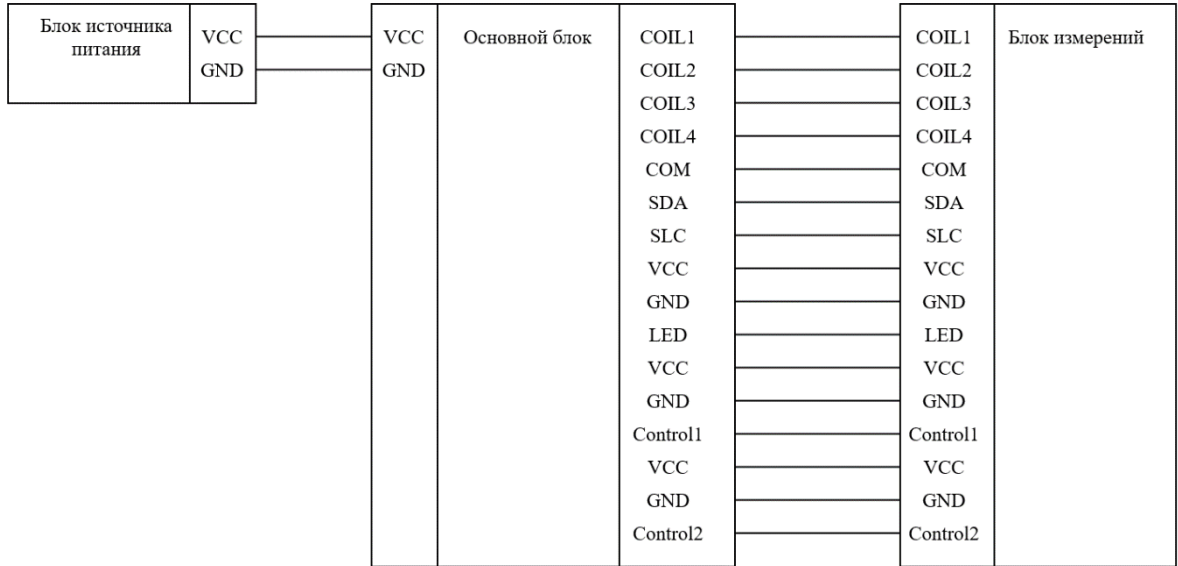 Блок источника
питания
VCC
GND
VCC
GND
Основной блок
COIL1
COIL2
COIL3
COIL4
COM
SDA
SLC
VCC
GND
LED
VCC
GND
Control1
VCC
GND
Control2
COIL1
COIL2
COIL3
COIL4
COM
SDA
SLC
VCC
GND
LED
VCC
GND
Control1
VCC
GND
Control2
Блок измерений